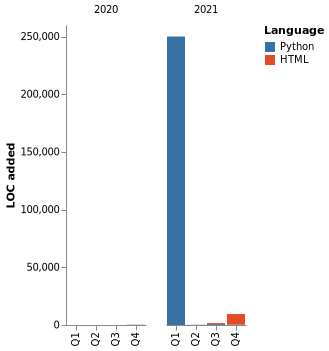 2020 2021
Language
Python
HTML
250,000
200,000
150,000
100,000
50,000
0
LOC added
Q1 Q2 Q3 Q4 Q1 Q2 Q3 Q4